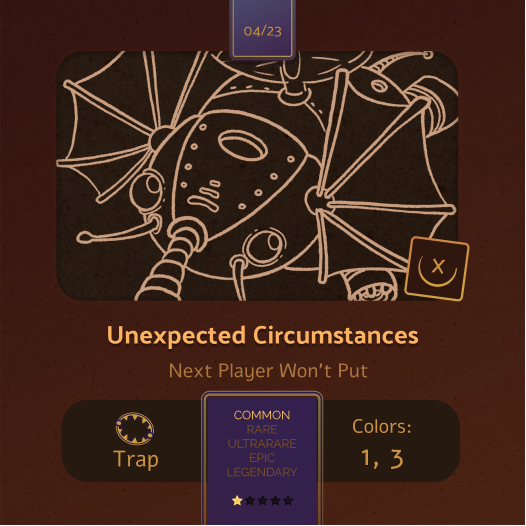 04/23
X
Unexpected Circumstances
Next Player Won't Put
Trap
COMMON
RARE
ULTRARARE
EPIC
LEGENDARY
Colors:
1, 3